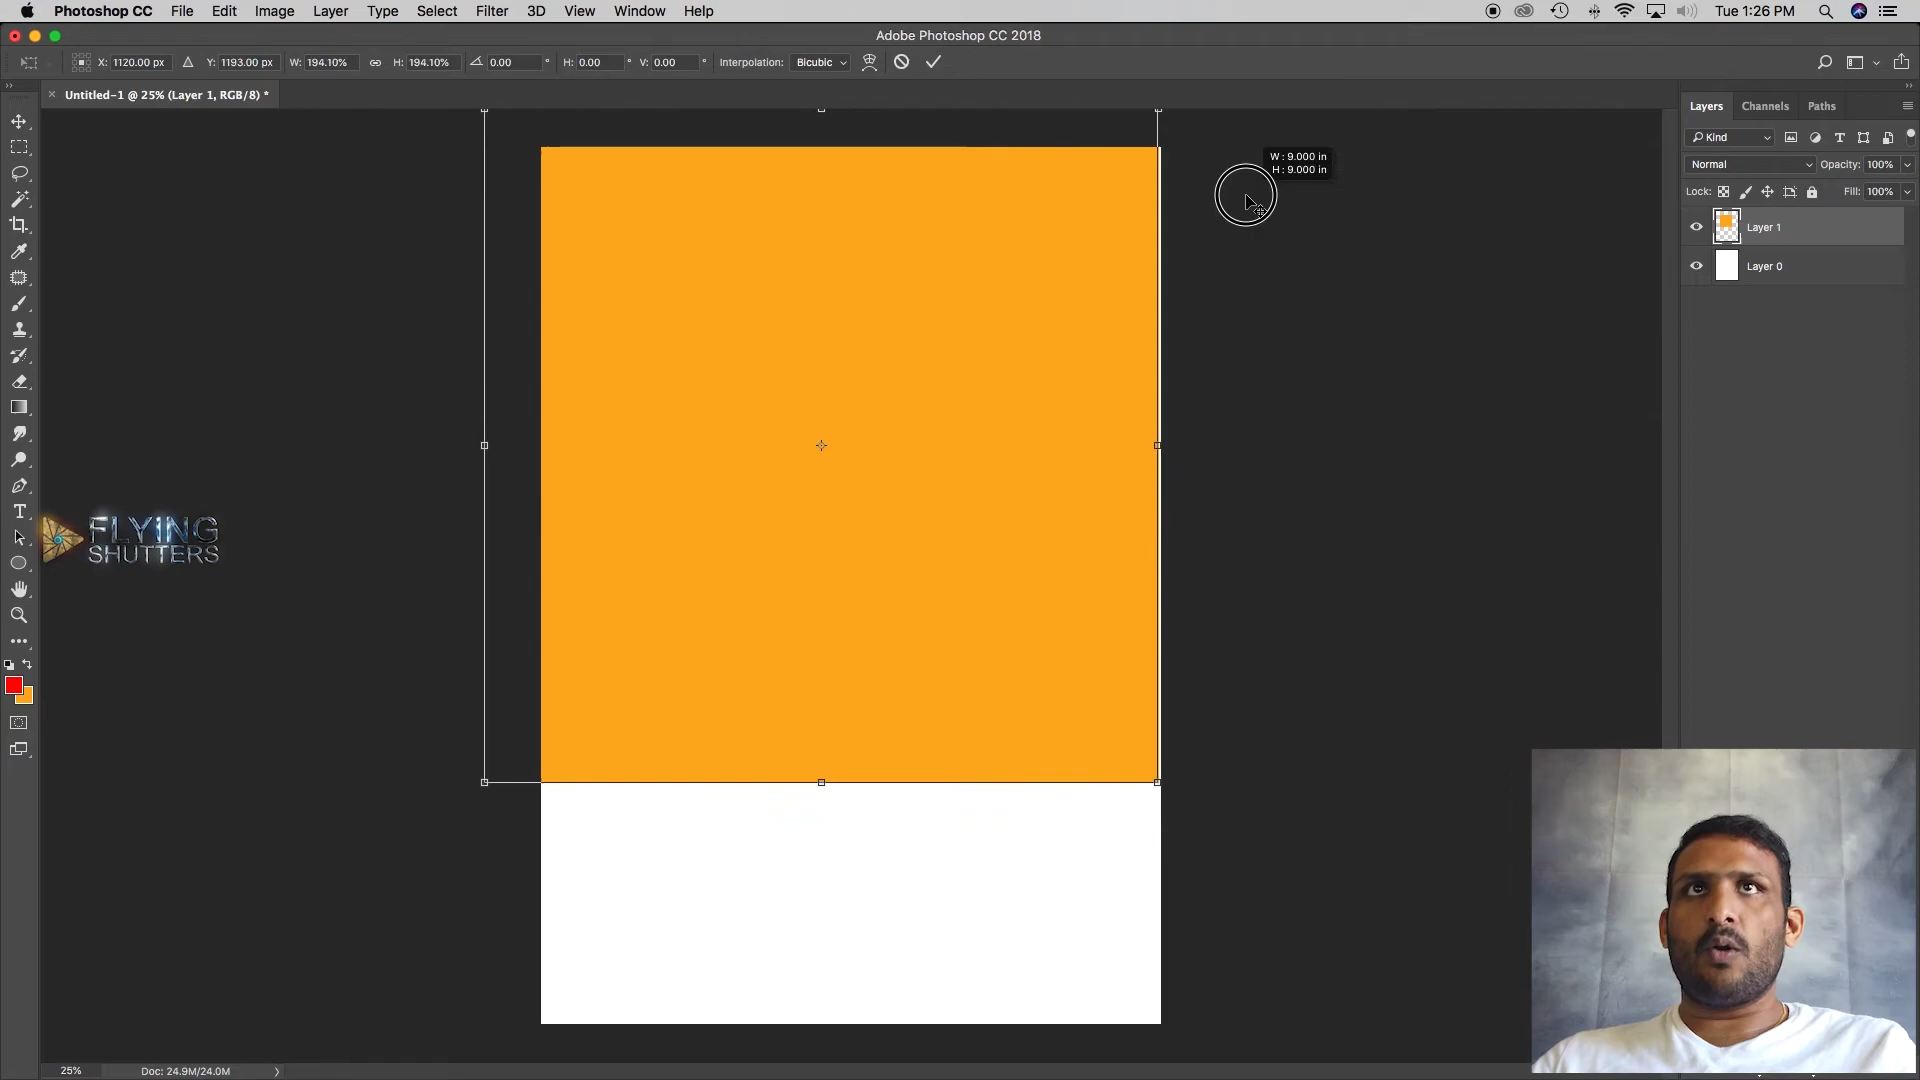 Photoshop CC File Edit Image Layer Type Select Filter 3D View Window Help Tue 1:26 PM
Adobe Photoshop CC 2018
X: 1120.00 px Y: 1193.00 px W: 194.10% H: 194.10% 0.00 ° H: 0.00 ° V: 0.00 ° Interpolation: Bicubic
Untitled-1 @ 25% (Layer 1, RGB/8) *
Layers Channels Paths
Kind
Normal Opacity: 100%
Lock: Fill: 100%
W : 9.000 in
H : 9.000 in
Layer 1
Layer 0
FLYING
SHUTTERS
25% Doc: 24.9M/24.0M